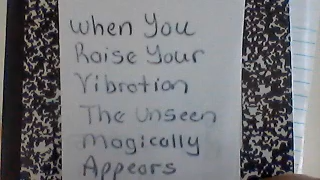 When You
Raise Your
Vibration
The Unseen
Magically
Appears